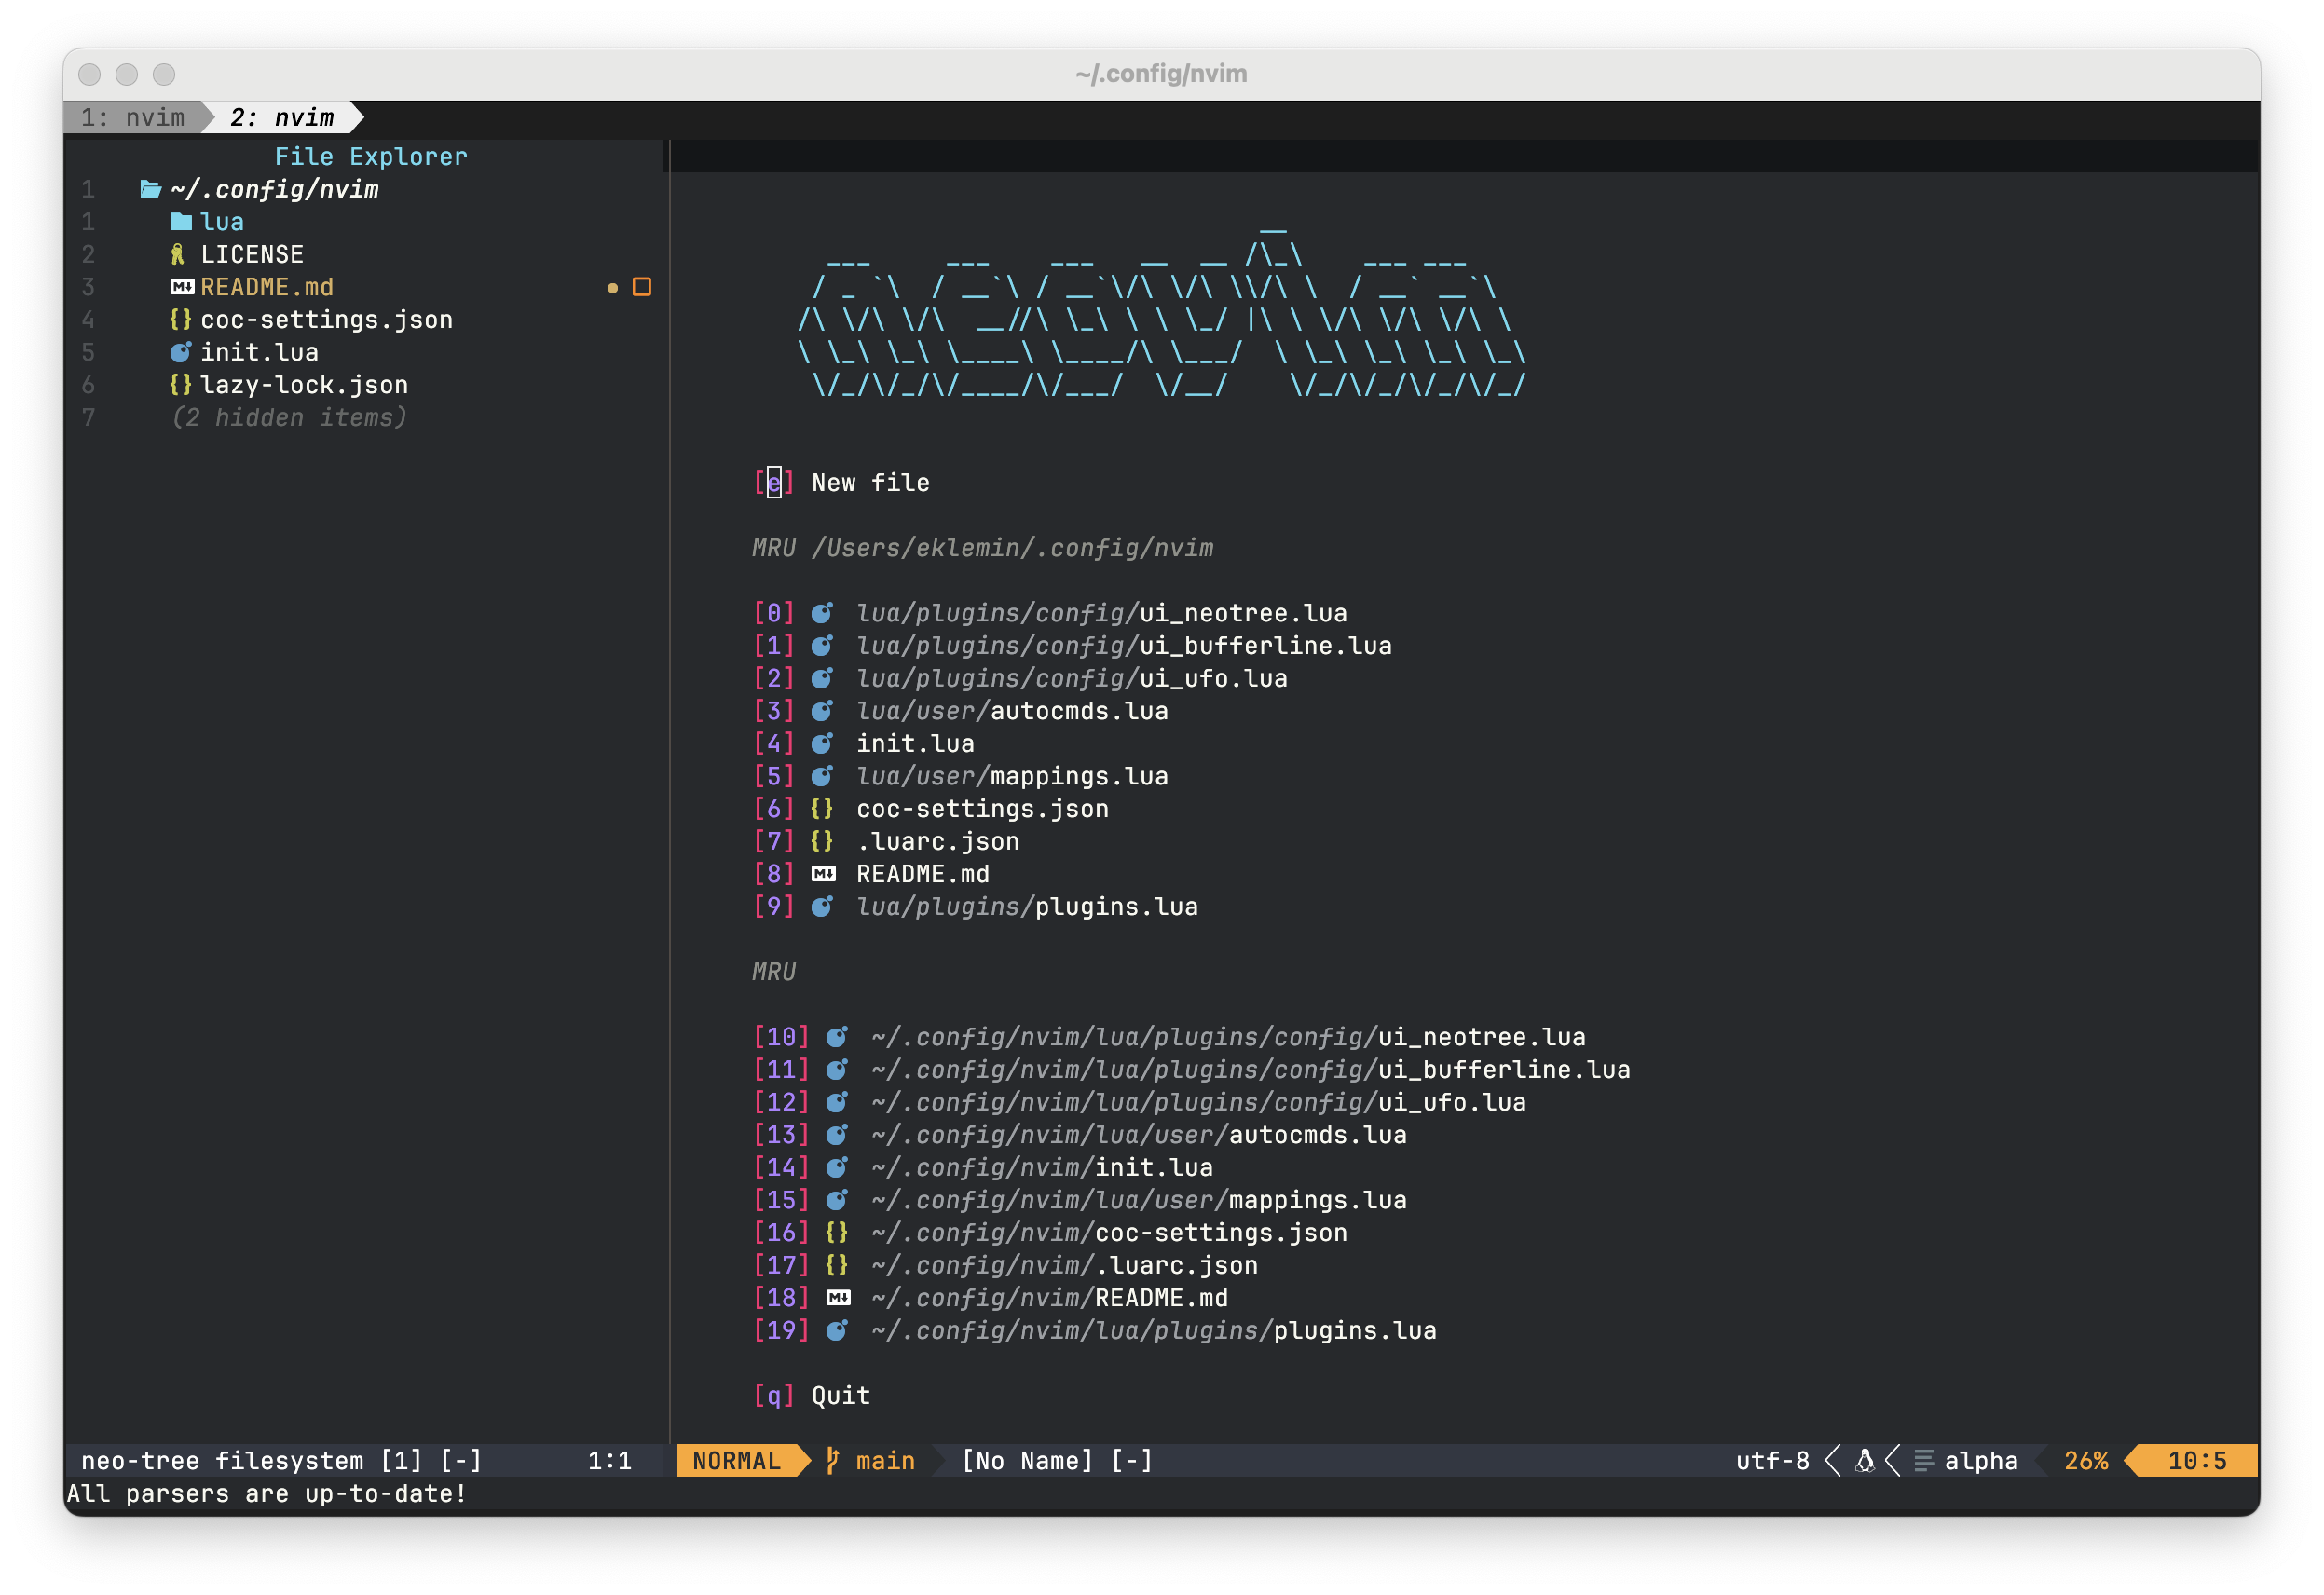 ~/.config/nvim
1: nvim 2: nvim
File Explorer
1 ~/.config/nvim
1 lua
2 LICENSE
3 README.md
4 {} coc-settings.json
5 init.lua
6 {} lazy-lock.json
7 (2 hidden items)
neovim
[e] New file
MRU /Users/eklemin/.config/nvim
[0] lua/plugins/config/ui_neotree.lua
[1] lua/plugins/config/ui_bufferline.lua
[2] lua/plugins/config/ui_ufo.lua
[3] lua/user/autocmds.lua
[4] init.lua
[5] lua/user/mappings.lua
[6] {} coc-settings.json
[7] {} .luarc.json
[8] README.md
[9] lua/plugins/plugins.lua
MRU
[10] ~/.config/nvim/lua/plugins/config/ui_neotree.lua
[11] ~/.config/nvim/lua/plugins/config/ui_bufferline.lua
[12] ~/.config/nvim/lua/plugins/config/ui_ufo.lua
[13] ~/.config/nvim/lua/user/autocmds.lua
[14] ~/.config/nvim/init.lua
[15] ~/.config/nvim/lua/user/mappings.lua
[16] {} ~/.config/nvim/coc-settings.json
[17] {} ~/.config/nvim/.luarc.json
[18] ~/.config/nvim/README.md
[19] ~/.config/nvim/lua/plugins/plugins.lua
[q] Quit
neo-tree filesystem [1] [-] 1:1
NORMAL main [No Name] [-] utf-8 alpha 26% 10:5
All parsers are up-to-date!